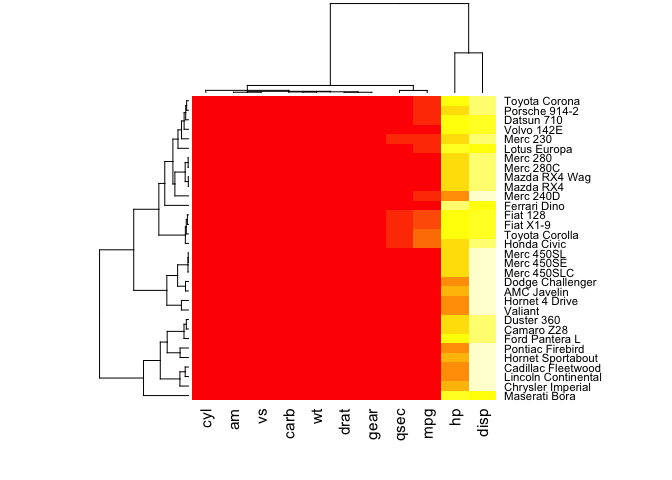 Toyota Corona
Porsche 914-2
Datsun 710
Volvo 142E
Merc 230
Lotus Europa
Merc 280
Merc 280C
Mazda RX4 Wag
Mazda RX4
Merc 240D
Ferrari Dino
Fiat 128
Fiat X1-9
Toyota Corolla
Honda Civic
Merc 450SL
Merc 450SE
Merc 450SLC
Dodge Challenger
AMC Javelin
Hornet 4 Drive
Valiant
Duster 360
Camaro Z28
Ford Pantera L
Pontiac Firebird
Hornet Sportabout
Cadillac Fleetwood
Lincoln Continental
Chrysler Imperial
Maserati Bora
cyl
am
vs
carb
wt
drat
gear
qsec
mpg
hp
disp